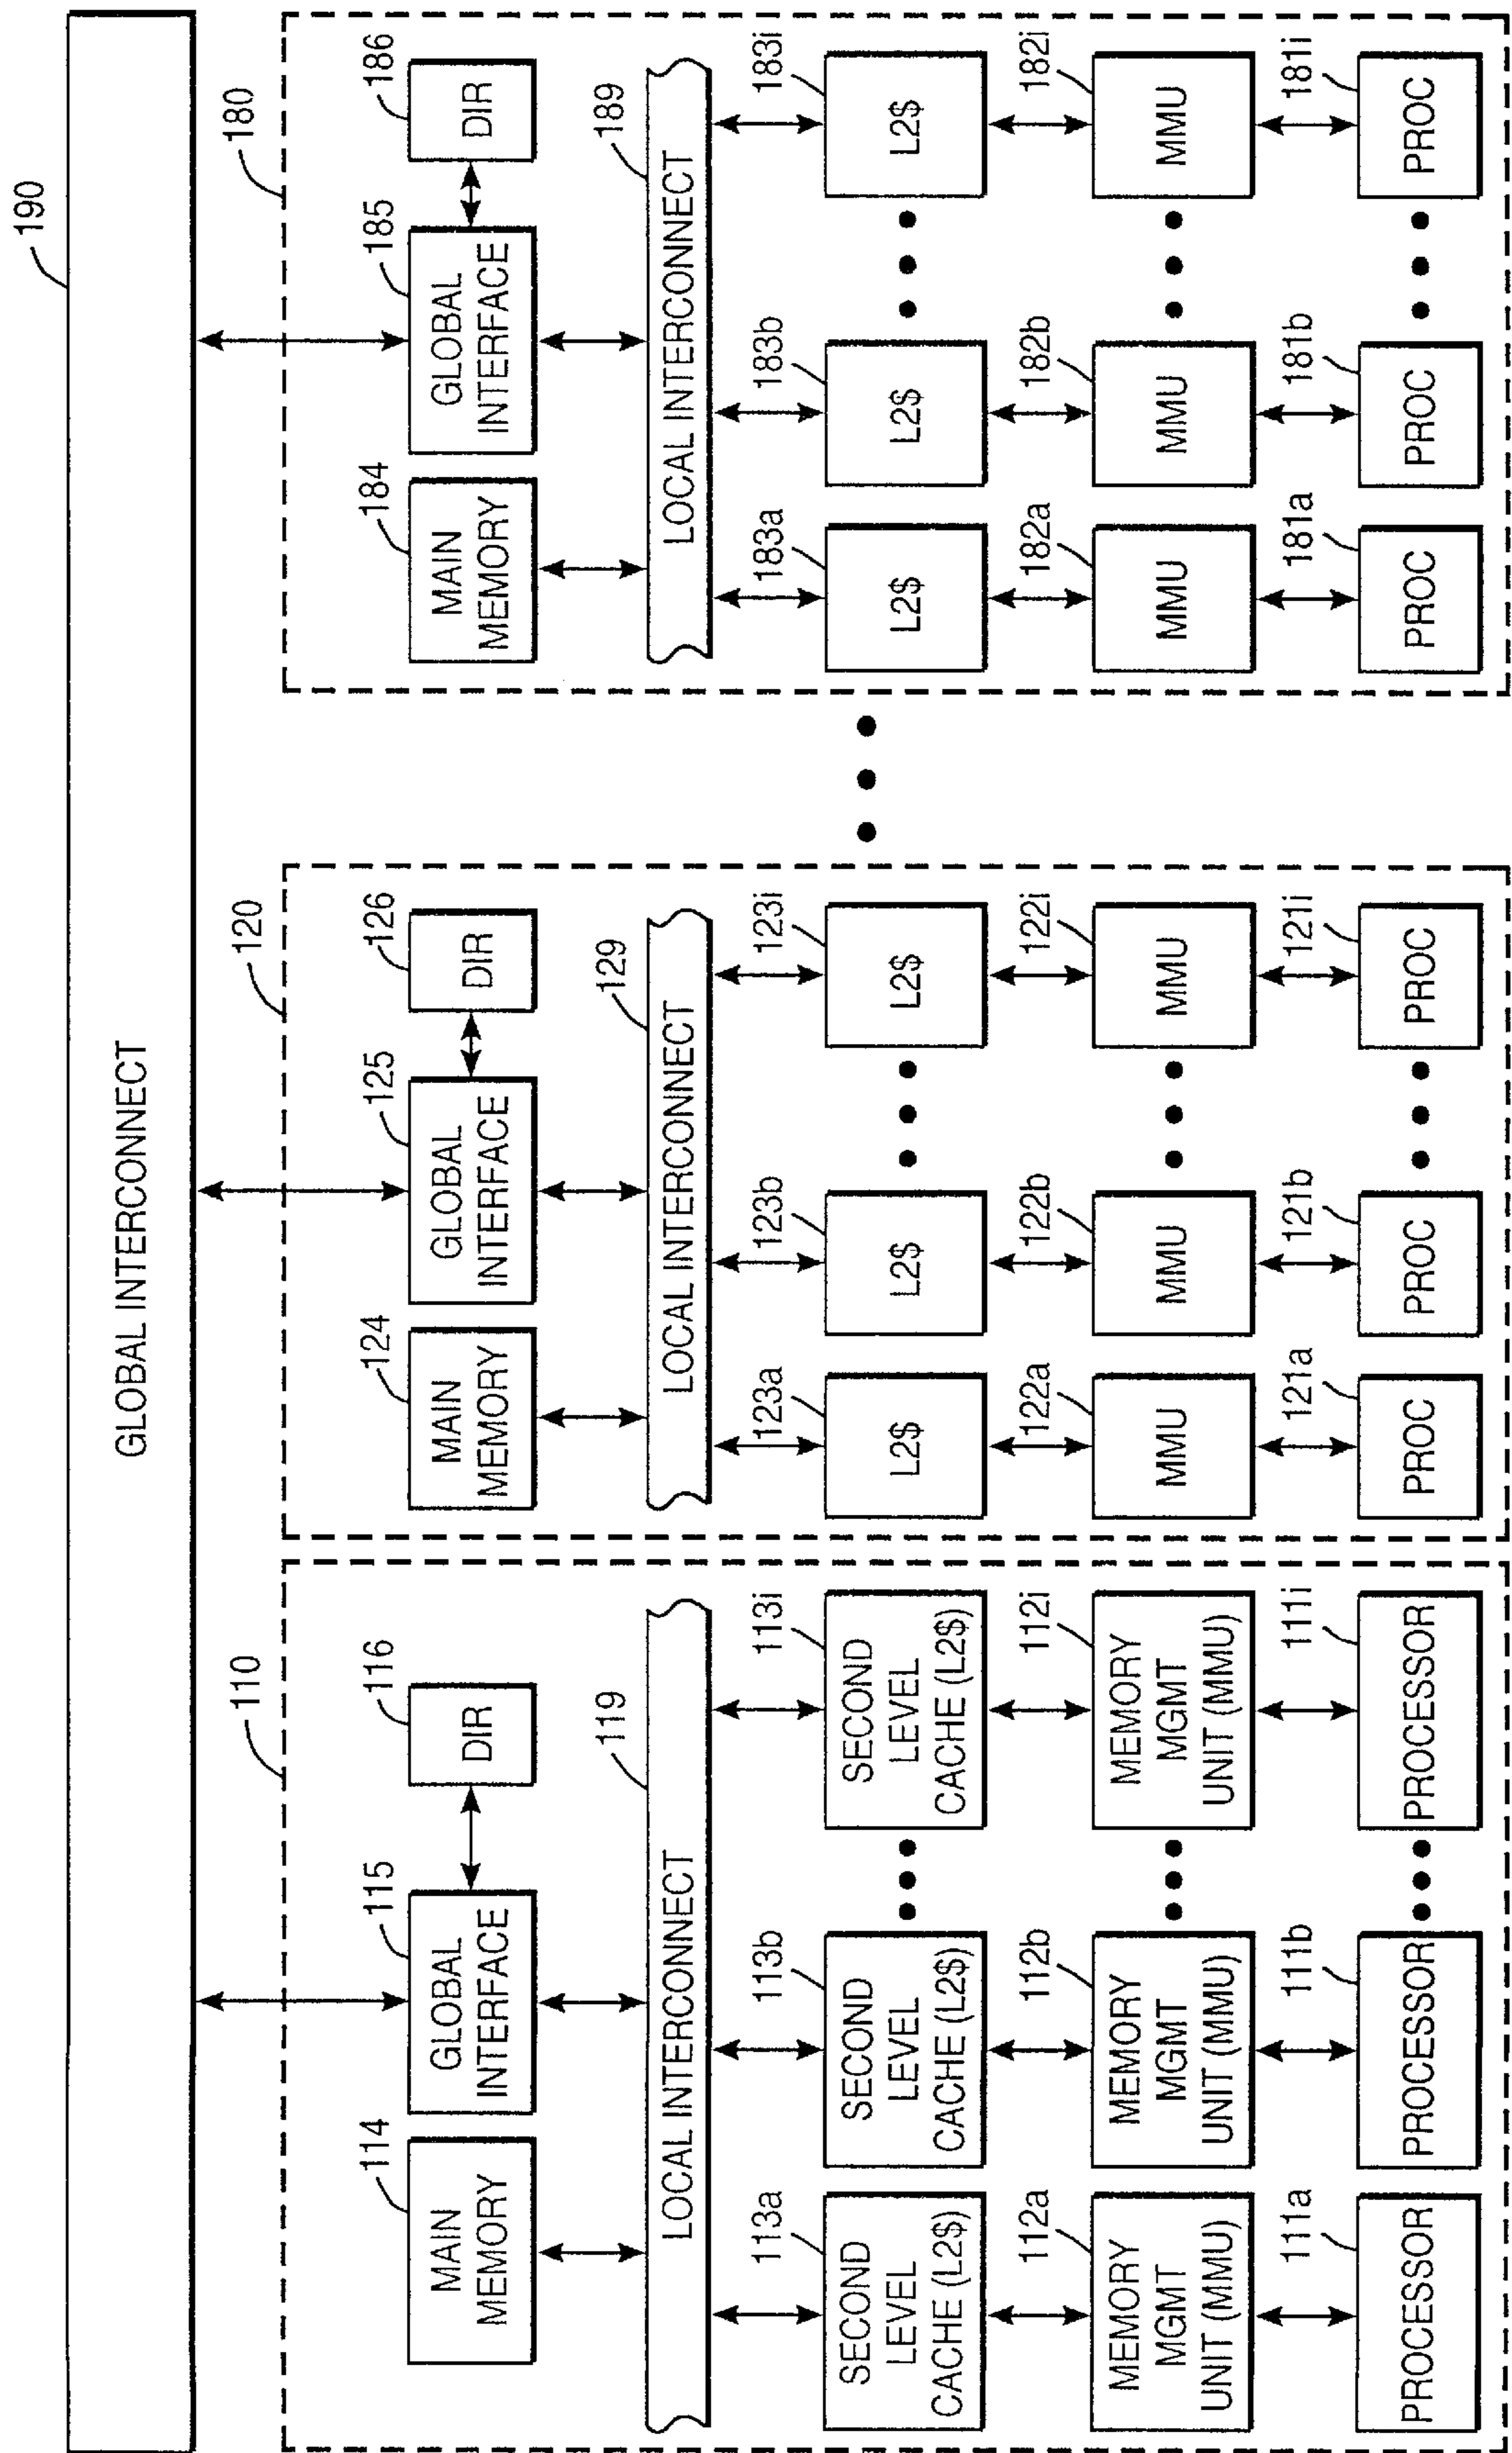 190
GLOBAL INTERCONNECT
110
114
115
116
MAIN
MEMORY
GLOBAL
INTERFACE
DIR
119
LOCAL INTERCONNECT
113a
113b
113i
SECOND
LEVEL
CACHE (L2$)
SECOND
LEVEL
CACHE (L2$)
SECOND
LEVEL
CACHE (L2$)
112a
112b
112i
MEMORY
MGMT
UNIT (MMU)
MEMORY
MGMT
UNIT (MMU)
MEMORY
MGMT
UNIT (MMU)
111a
111b
111i
PROCESSOR
PROCESSOR
PROCESSOR
120
124
125
126
MAIN
MEMORY
GLOBAL
INTERFACE
DIR
129
LOCAL INTERCONNECT
123a
123b
123i
L2$
L2$
L2$
122a
122b
122i
MMU
MMU
MMU
121a
121b
121i
PROC
PROC
PROC
180
184
185
186
MAIN
MEMORY
GLOBAL
INTERFACE
DIR
189
LOCAL INTERCONNECT
183a
183b
183i
L2$
L2$
L2$
182a
182b
182i
MMU
MMU
MMU
181a
181b
181i
PROC
PROC
PROC